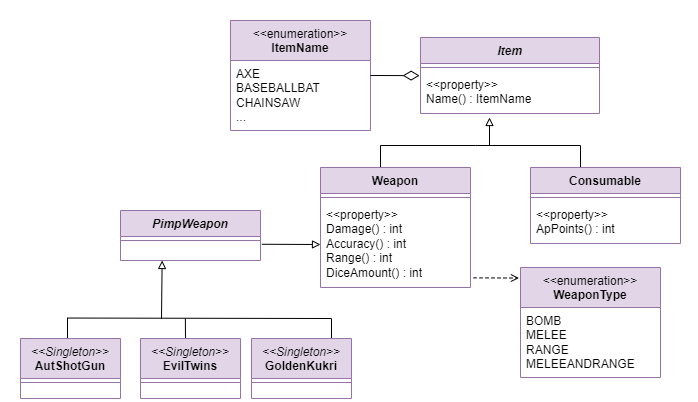 <<enumeration>>
ItemName
AXE
BASEBALLBAT
CHAINSAW
...
Item
<<property>>
Name() : ItemName
Weapon
<<property>>
Damage() : int
Accuracy() : int
Range() : int
DiceAmount() : int
Consumable
<<property>>
ApPoints() : int
PimpWeapon
<<enumeration>>
WeaponType
BOMB
MELEE
RANGE
MELEEANDRANGE
<<Singleton>>
AutShotGun
<<Singleton>>
EvilTwins
<<Singleton>>
GoldenKukri